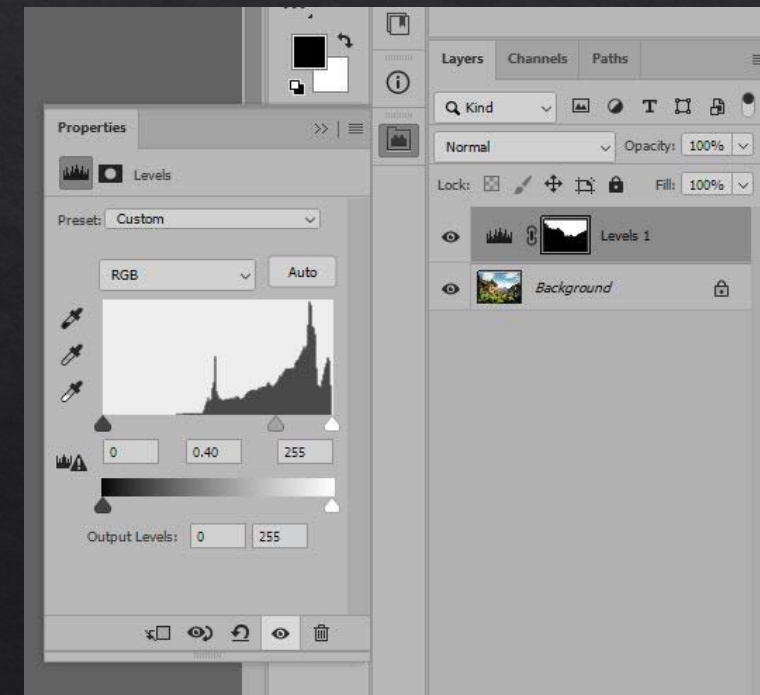 Properties
Levels
Preset: Custom
RGB
Auto
0
0.40
255
Output Levels: 0 255
Layers Channels Paths
Kind
T
Normal
Opacity: 100%
Lock:
Fill: 100%
Levels 1
Background